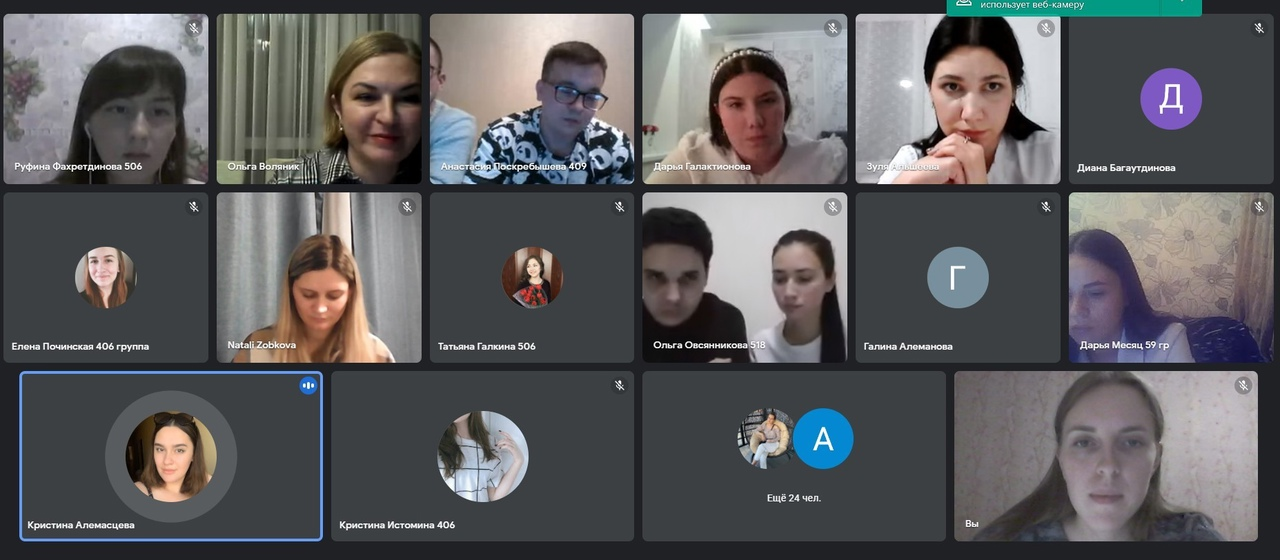 использует веб-камеру
Руфина Фахретдинова 506
Ольга Воляник
Анастасия Поскребышева 409
Дарья Галактионова
Зуля
Д
Диана Багаутдинова
Елена Починская 406 группа
Natali Zobkova
Татьяна Галкина 506
Ольга Овсянникова 518
Г
Галина Алеманова
Дарья Месяц 59 гр
Кристина Алемасцева
Кристина Истомина 406
А
Ещё 24 чел.
Вы